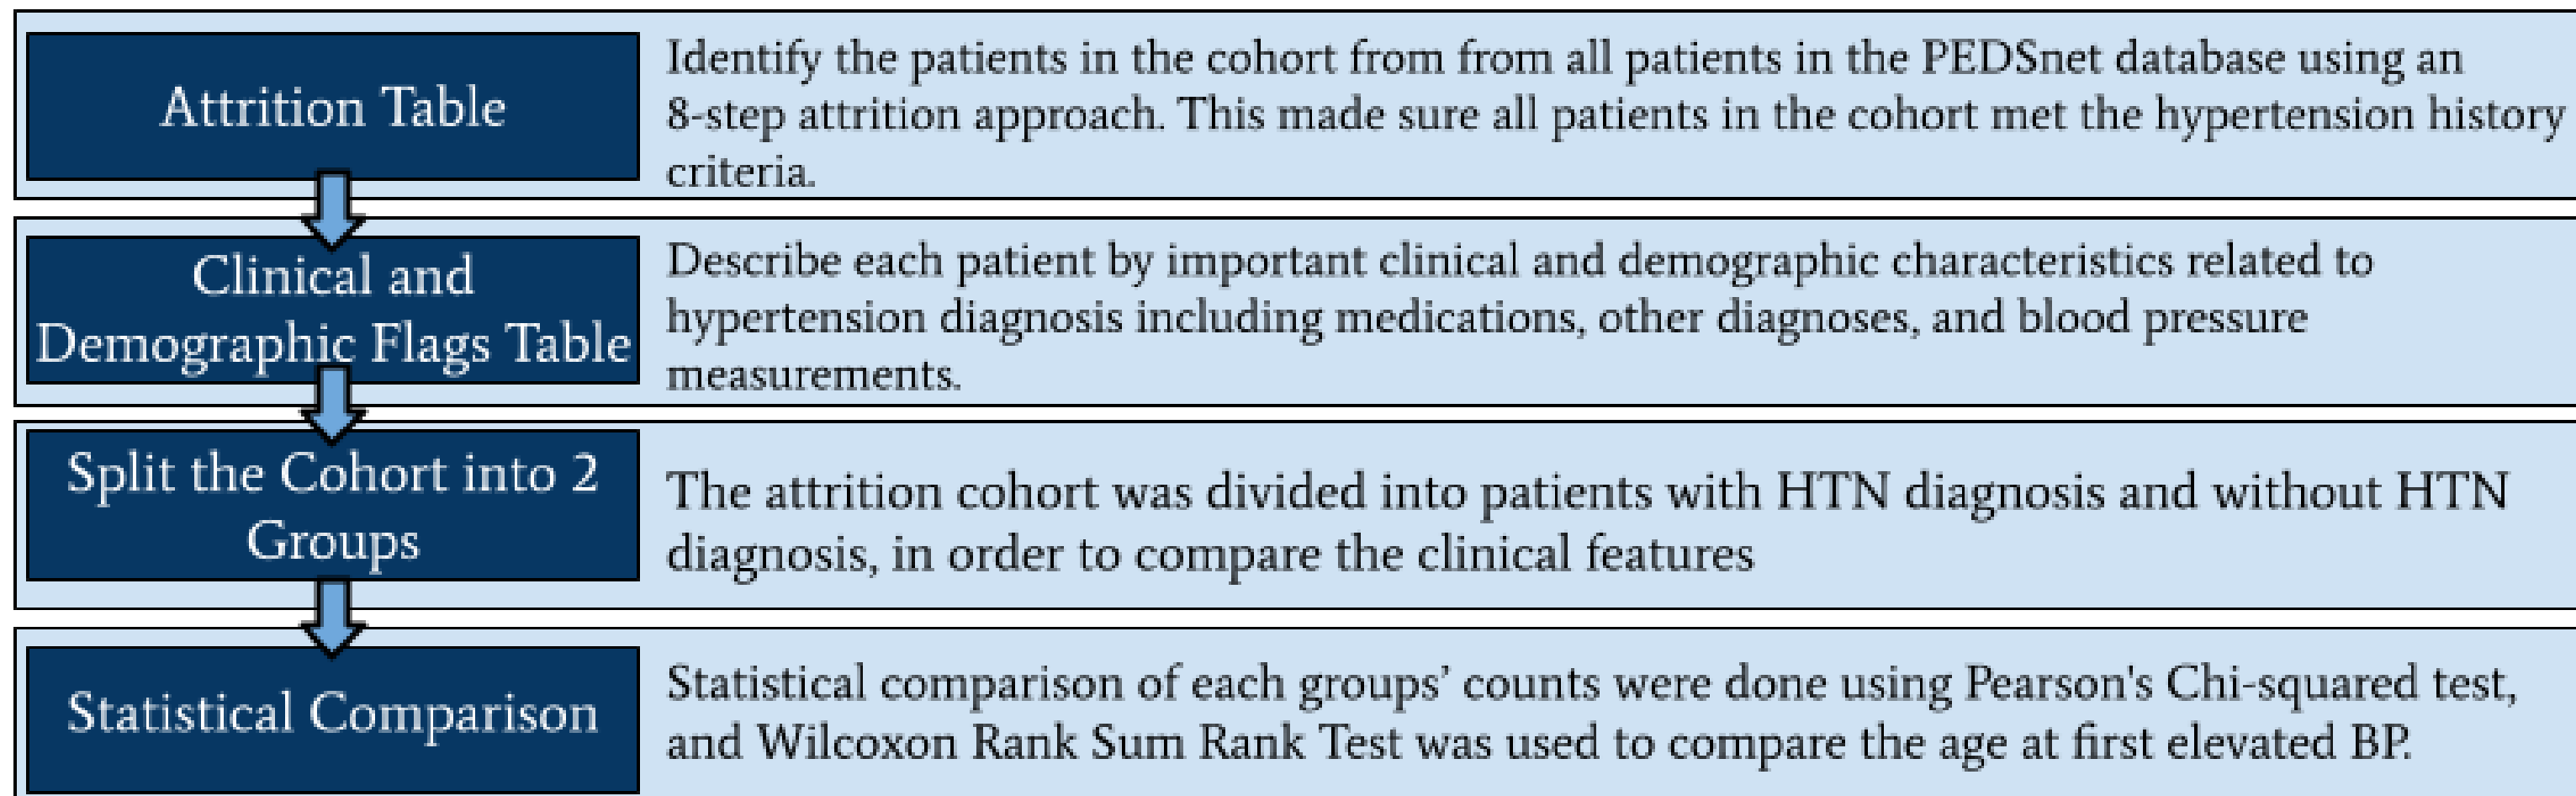 Attrition Table
Identify the patients in the cohort from from all patients in the PEDSnet database using an
8-step attrition approach. This made sure all patients in the cohort met the hypertension history
criteria.
Clinical and
Demographic Flags Table
Describe each patient by important clinical and demographic characteristics related to
hypertension diagnosis including medications, other diagnoses, and blood pressure
measurements.
Split the Cohort into 2
Groups
The attrition cohort was divided into patients with HTN diagnosis and without HTN
diagnosis, in order to compare the clinical features
Statistical Comparison
Statistical comparison of each groups’ counts were done using Pearson's Chi-squared test,
and Wilcoxon Rank Sum Rank Test was used to compare the age at first elevated BP.